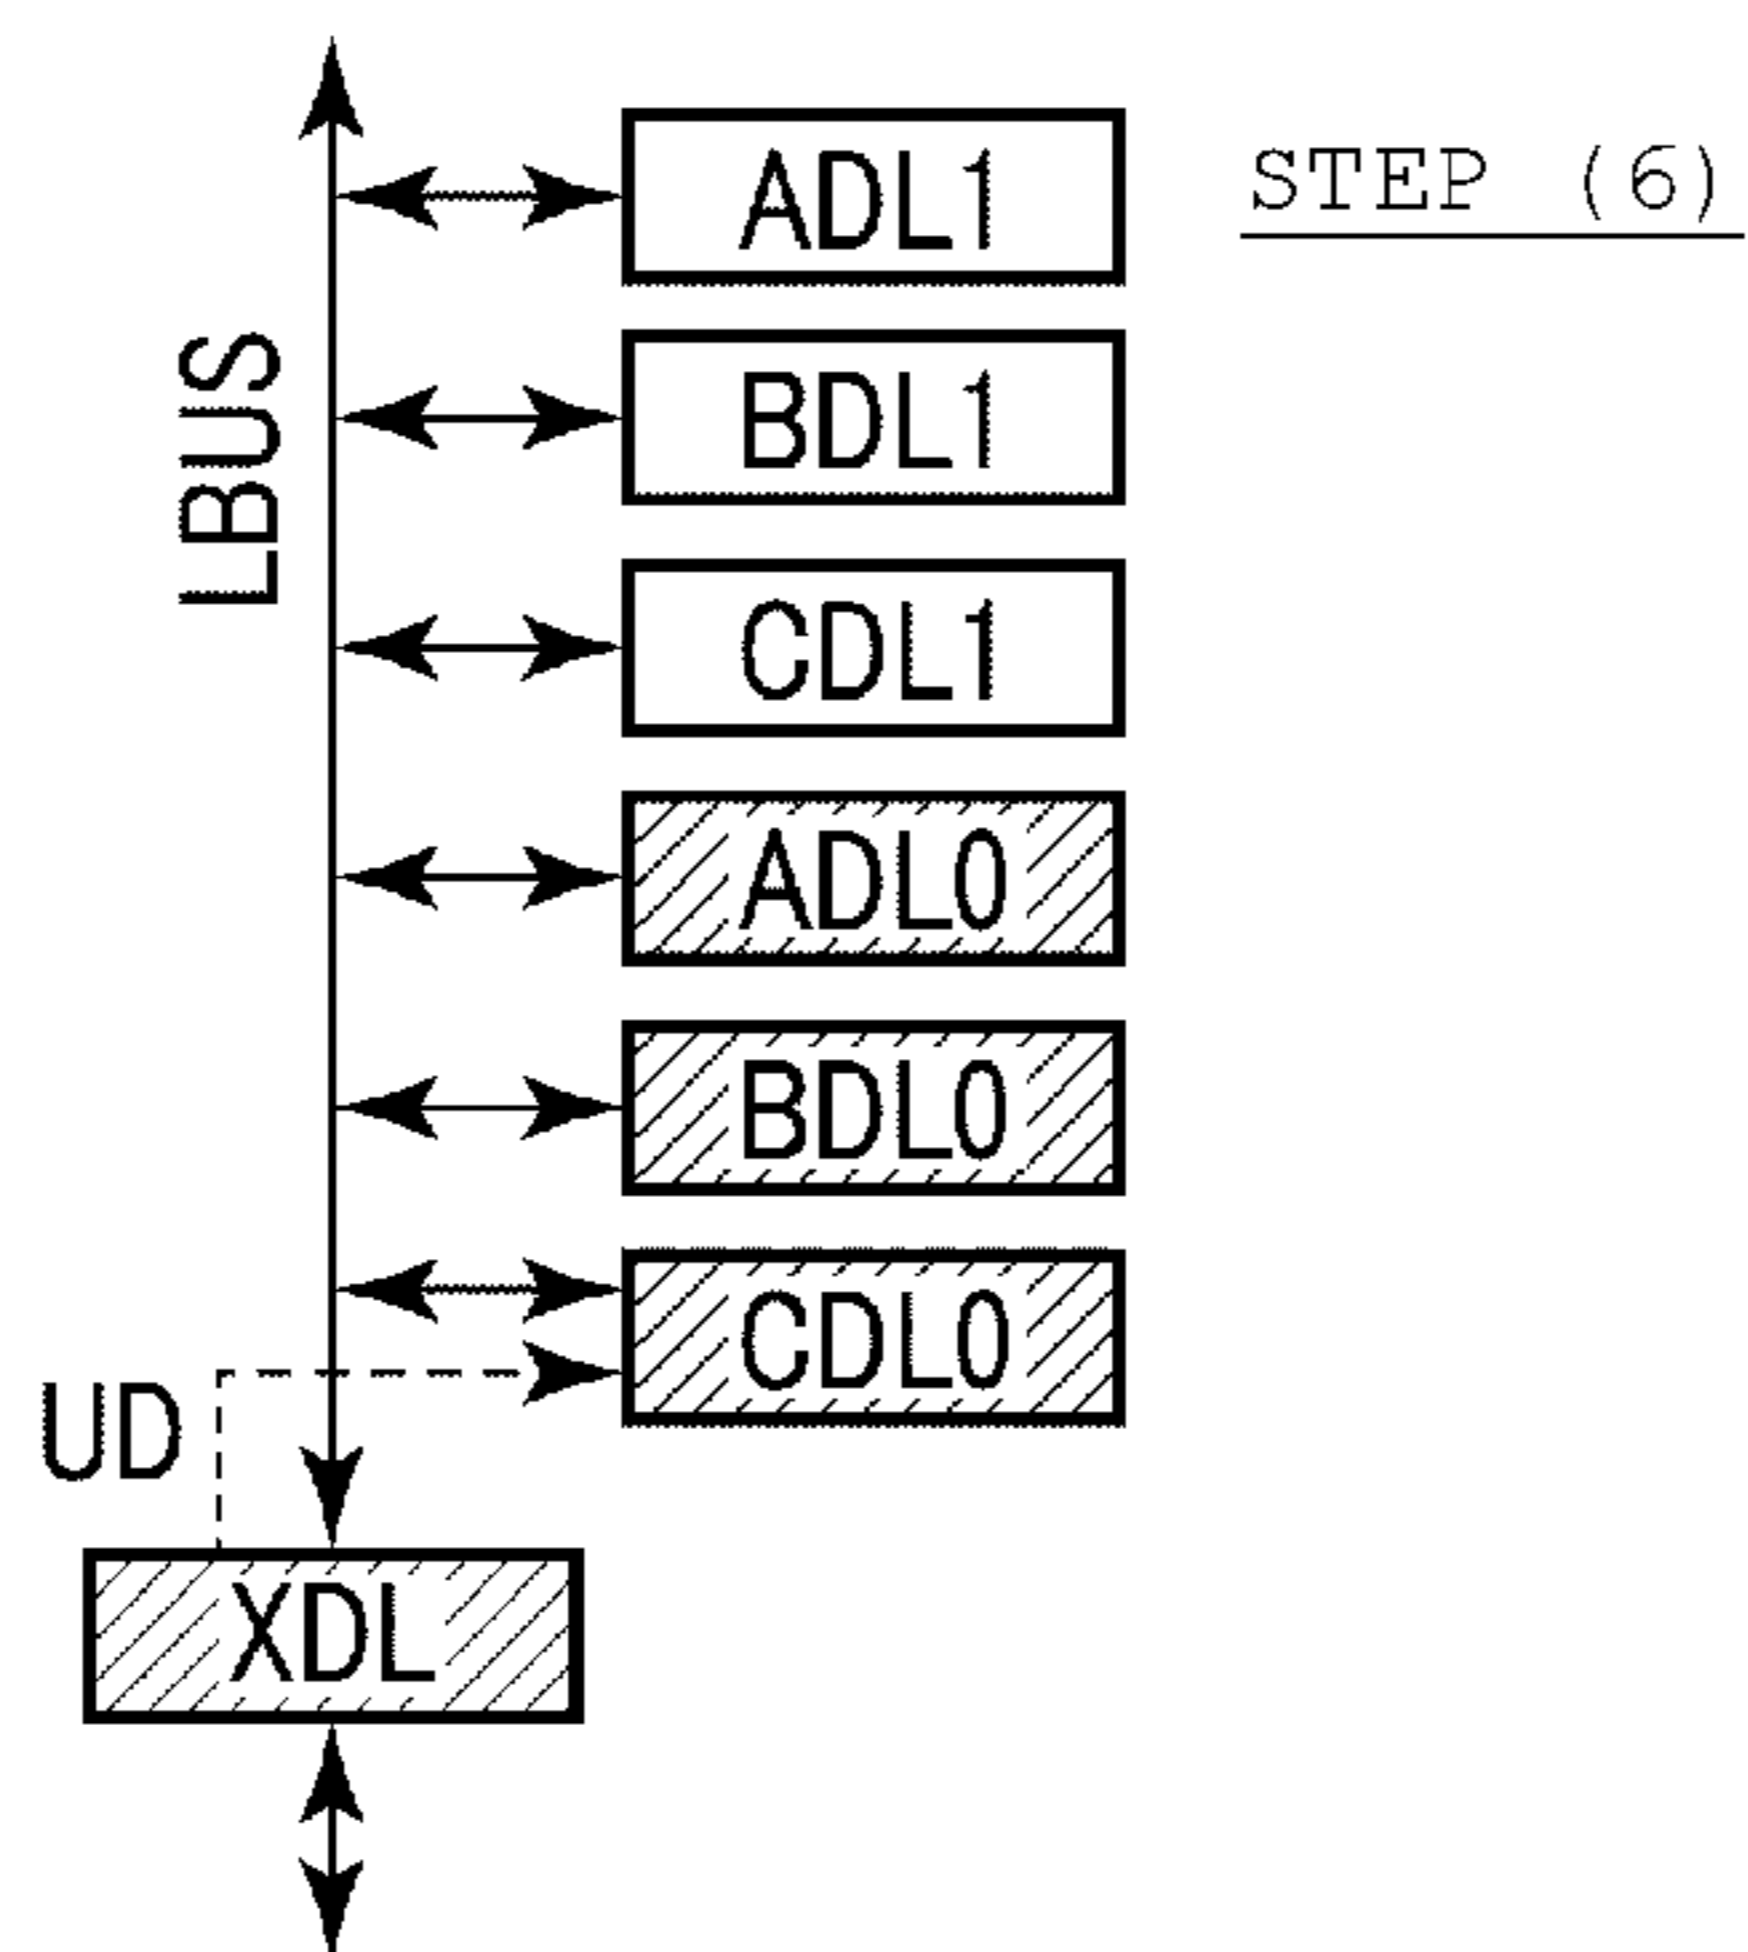 ADL1
STEP (6)
LBUS
BDL1
CDL1
ADL0
BDL0
CDL0
UD
XDL